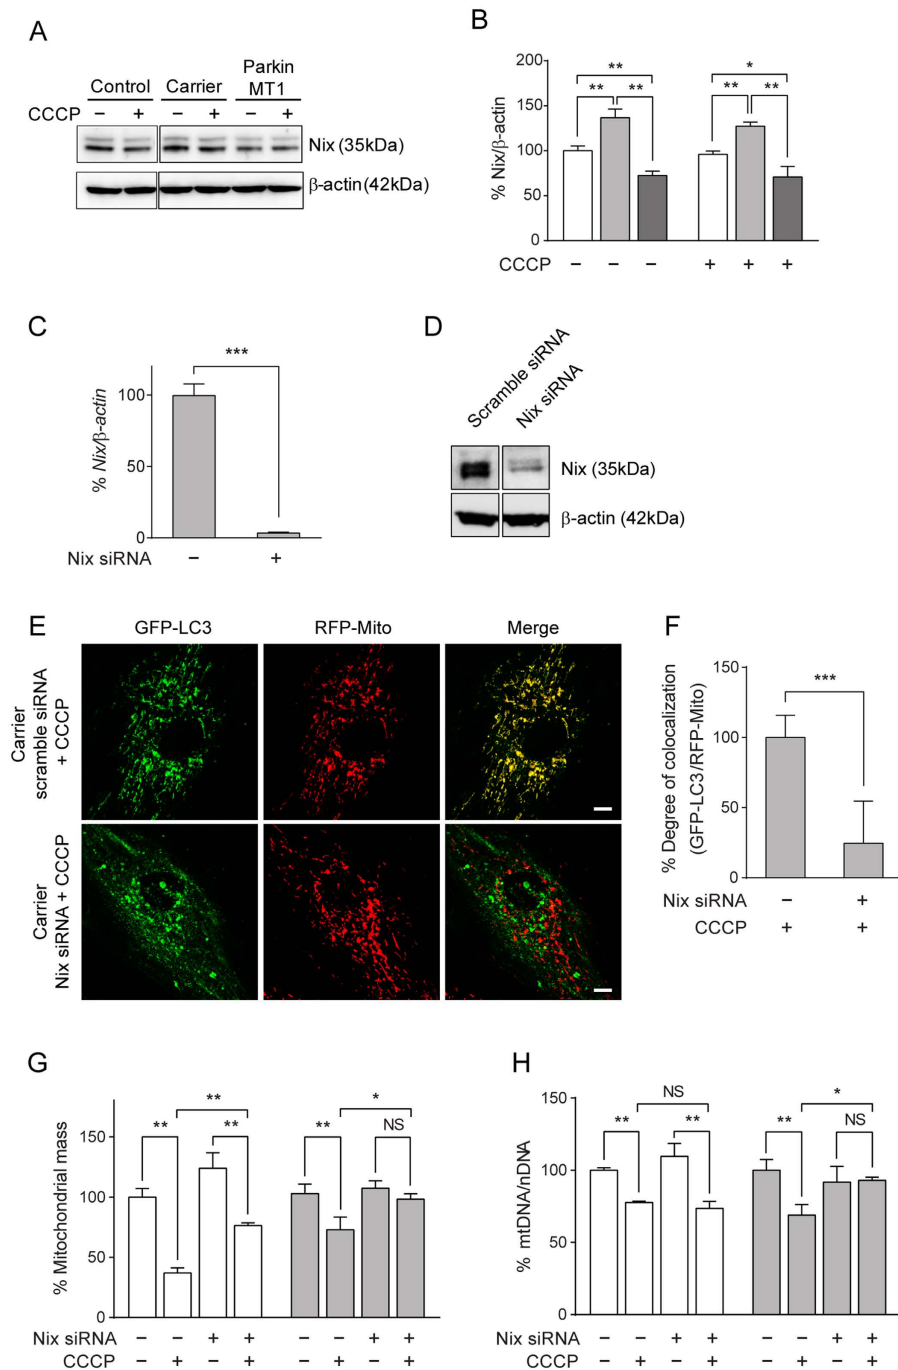 A
Control Carrier Parkin MT1
CCCP – + – + – +
Nix (35kDa)
β-actin (42kDa)
B
% Nix/β-actin
200
150
100
50
0
** ** ** * ** **
CCCP – – – + + +
C
% Nix/β-actin
100
50
0
***
Nix siRNA – +
D
Scramble siRNA
Nix siRNA
Nix (35kDa)
β-actin (42kDa)
E
GFP-LC3 RFP-Mito Merge
Carrier
scramble siRNA
+ CCCP
Carrier
Nix siRNA + CCCP
F
% Degree of colocalization
(GFP-LC3/RFP-Mito)
150
100
50
0
***
Nix siRNA – +
CCCP + +
G
% Mitochondrial mass
150
100
50
0
** ** ** ** * NS
Nix siRNA – – + + – – + +
CCCP – + – + – + – +
H
% mtDNA/nDNA
150
100
50
0
** NS ** ** * NS
Nix siRNA – – + + – – + +
CCCP – + – + – + – +